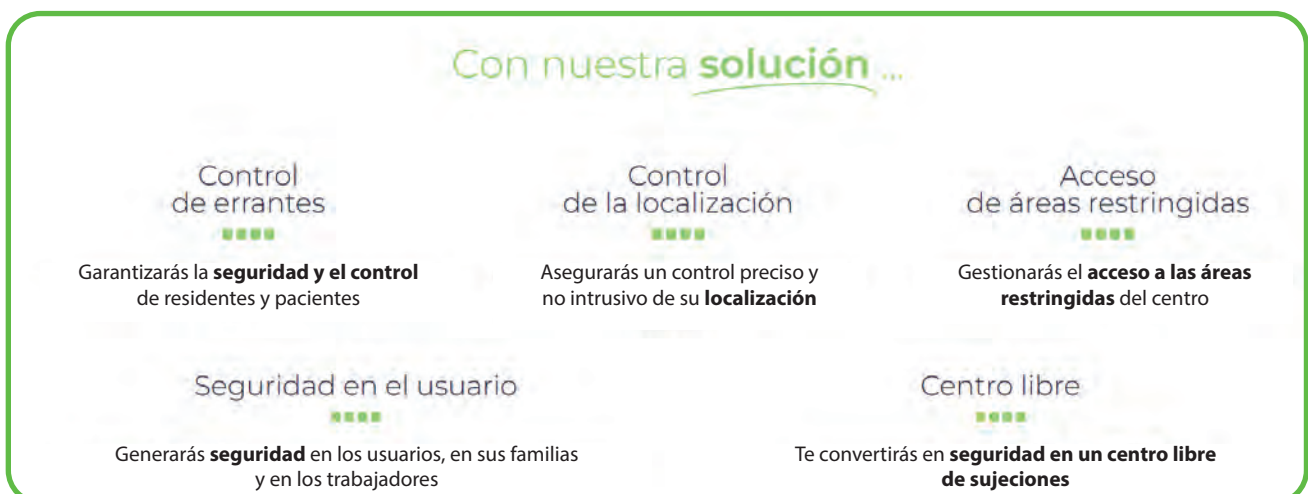 Con nuestra solución ...
Control
de errantes
Garantizarás la seguridad y el control
de residentes y pacientes
Control
de la localización
Asegurarás un control preciso y
no intrusivo de su localización
Acceso
de áreas restringidas
Gestionarás el acceso a las áreas
restringidas del centro
Seguridad en el usuario
Generarás seguridad en los usuarios, en sus familias
y en los trabajadores
Centro libre
Te convertirás en seguridad en un centro libre
de sujeciones